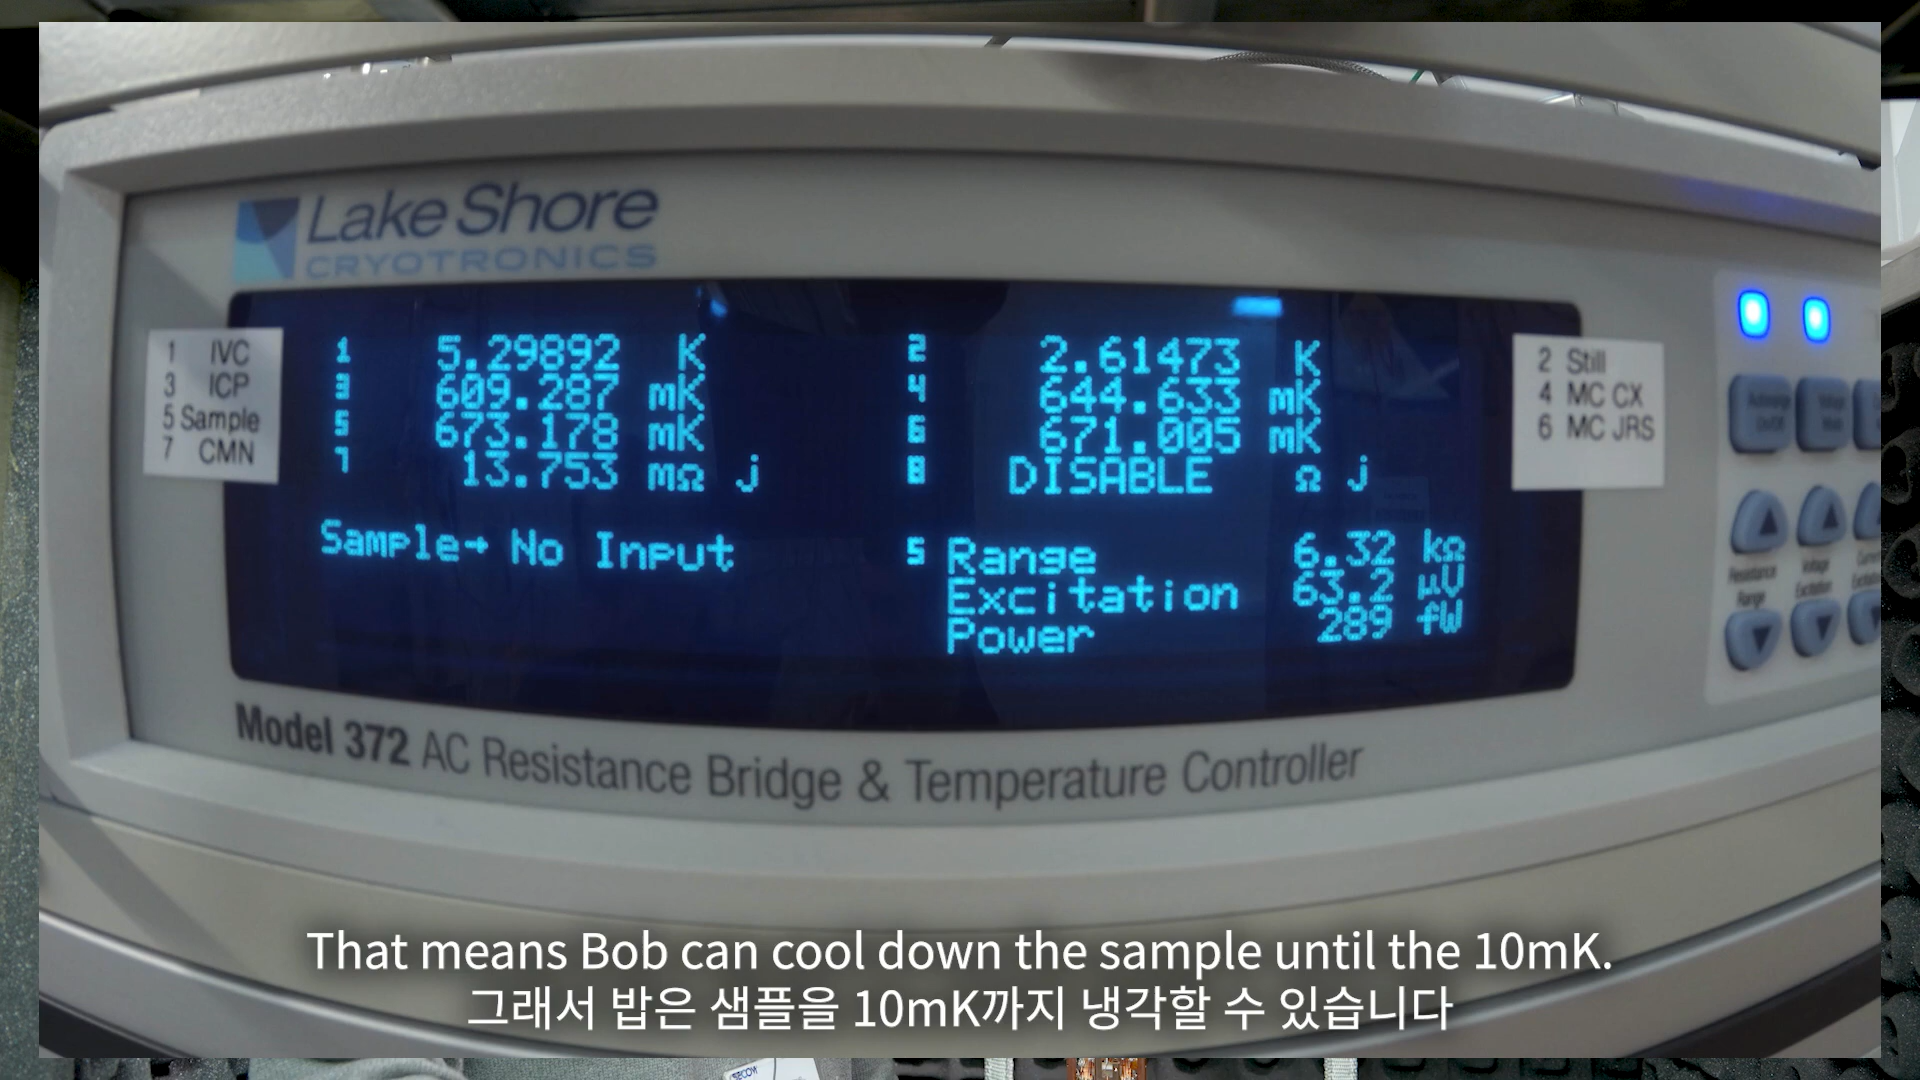 Lake Shore
CRYOTRONICS
1 IVC
3 ICP
5 Sample
7 CMN
1 5.29892 K
3 609.287 mK
5 673.178 mK
7 13.753 mΩ j
2 2.61473 K
4 644.633 mK
6 671.005 mK
8 DISABLE Ω j
Sample→ No Input
5 Range 6.32 kΩ
Excitation 63.2 µV
Power 289 fW
2 Still
4 MC CX
6 MC JRS
Resistance
Range
Voltage
Excitation
Model 372 AC Resistance Bridge & Temperature Controller
That means Bob can cool down the sample until the 10mK.
그래서 밥은 샘플을 10mK까지 냉각할 수 있습니다